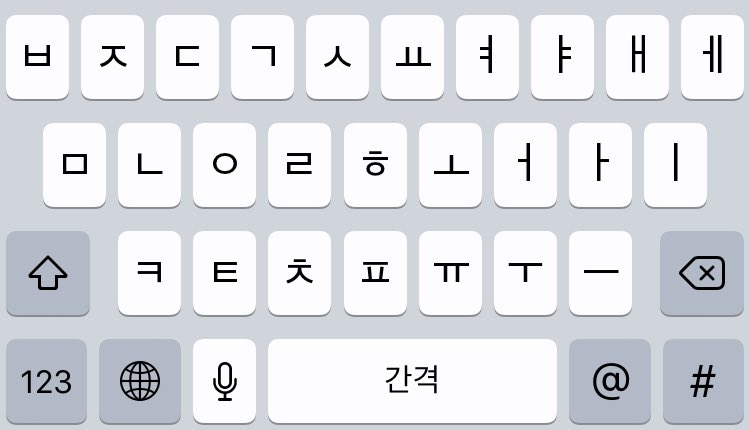 ㅂ ㅈ ㄷ ㄱ ㅅ ㅛ ㅕ ㅑ ㅐ ㅔ
ㅁ ㄴ ㅇ ㄹ ㅎ ㅗ ㅓ ㅏ ㅣ
ㅋ ㅌ ㅊ ㅍ ㅠ ㅜ ㅡ
123 간격 @ #